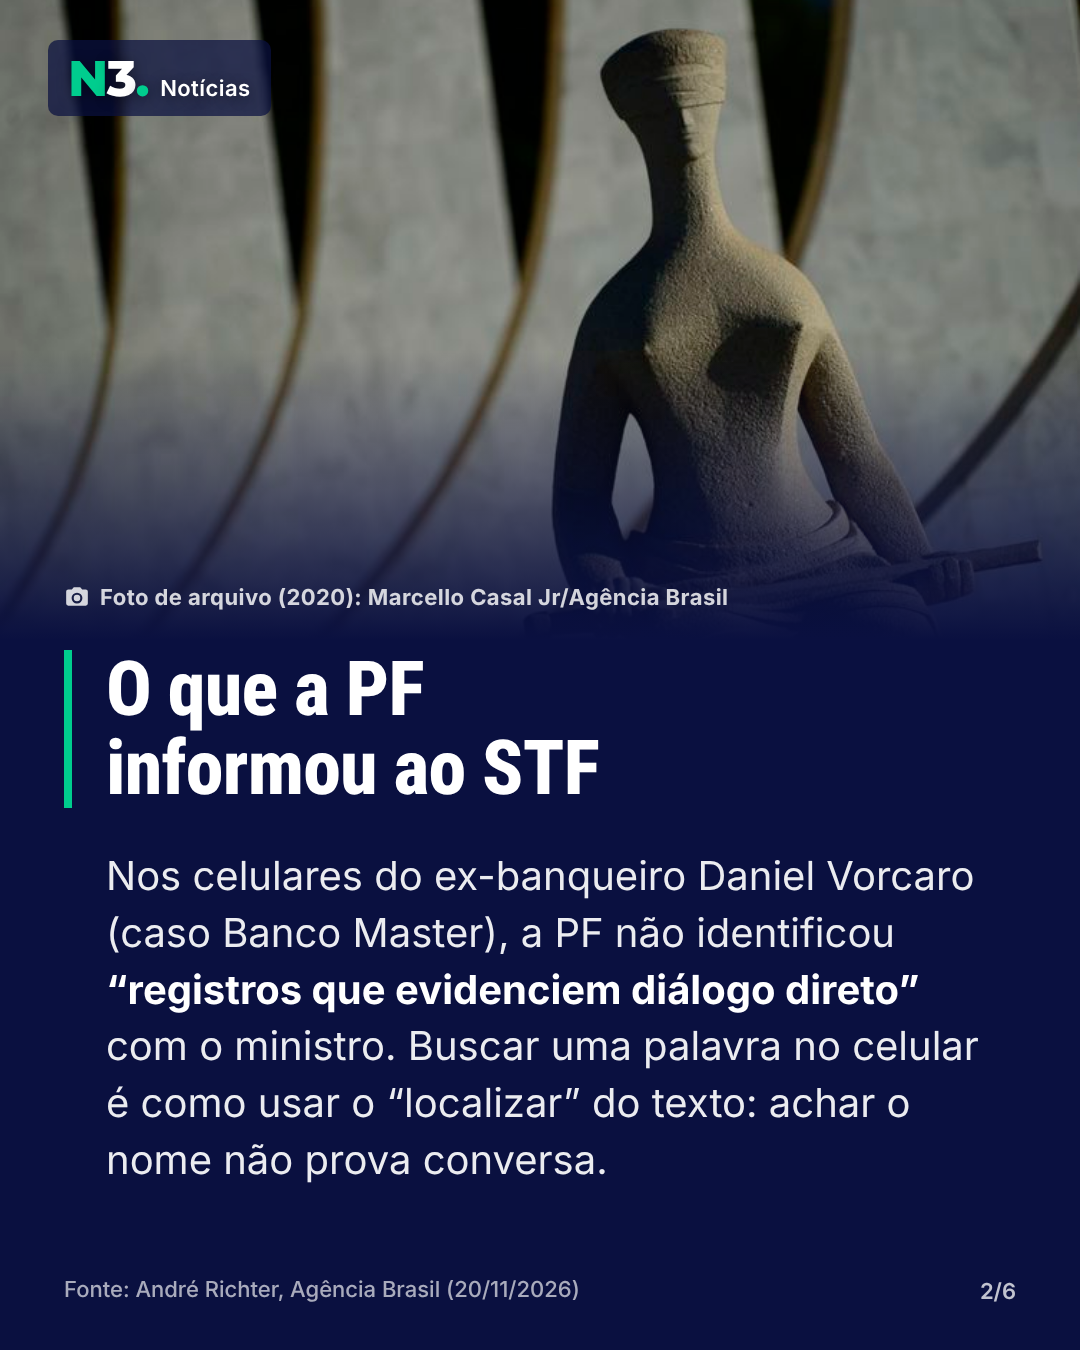 N3. Notícias
Foto de arquivo (2020): Marcello Casal Jr/Agência Brasil
O que a PF
informou ao STF
Nos celulares do ex-banqueiro Daniel Vorcaro
(caso Banco Master), a PF não identificou
“registros que evidenciem diálogo direto”
com o ministro. Buscar uma palavra no celular
é como usar o “localizar” do texto: achar o
nome não prova conversa.
Fonte: André Richter, Agência Brasil (20/11/2026)
2/6